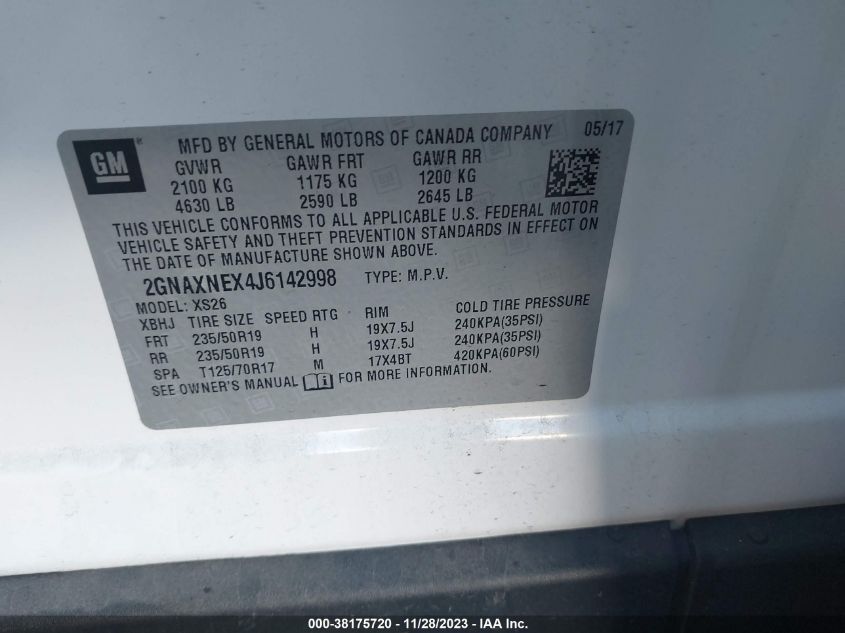 GM
MFD BY GENERAL MOTORS OF CANADA COMPANY 05/17
GVWR GAWR FRT GAWR RR
2100 KG 1175 KG 1200 KG
4630 LB 2590 LB 2645 LB
THIS VEHICLE CONFORMS TO ALL APPLICABLE U.S. FEDERAL MOTOR
VEHICLE SAFETY AND THEFT PREVENTION STANDARDS IN EFFECT ON
THE DATE OF MANUFACTURE SHOWN ABOVE.
2GNAXNEX4J6142998 TYPE: M.P.V.
MODEL: XS26
XBHJ TIRE SIZE SPEED RTG RIM COLD TIRE PRESSURE
FRT 235/50R19 H 19X7.5J 240KPA(35PSI)
RR 235/50R19 H 19X7.5J 240KPA(35PSI)
SPA T125/70R17 M 17X4BT 420KPA(60PSI)
SEE OWNER'S MANUAL FOR MORE INFORMATION.
000-38175720 - 11/28/2023 - IAA Inc.